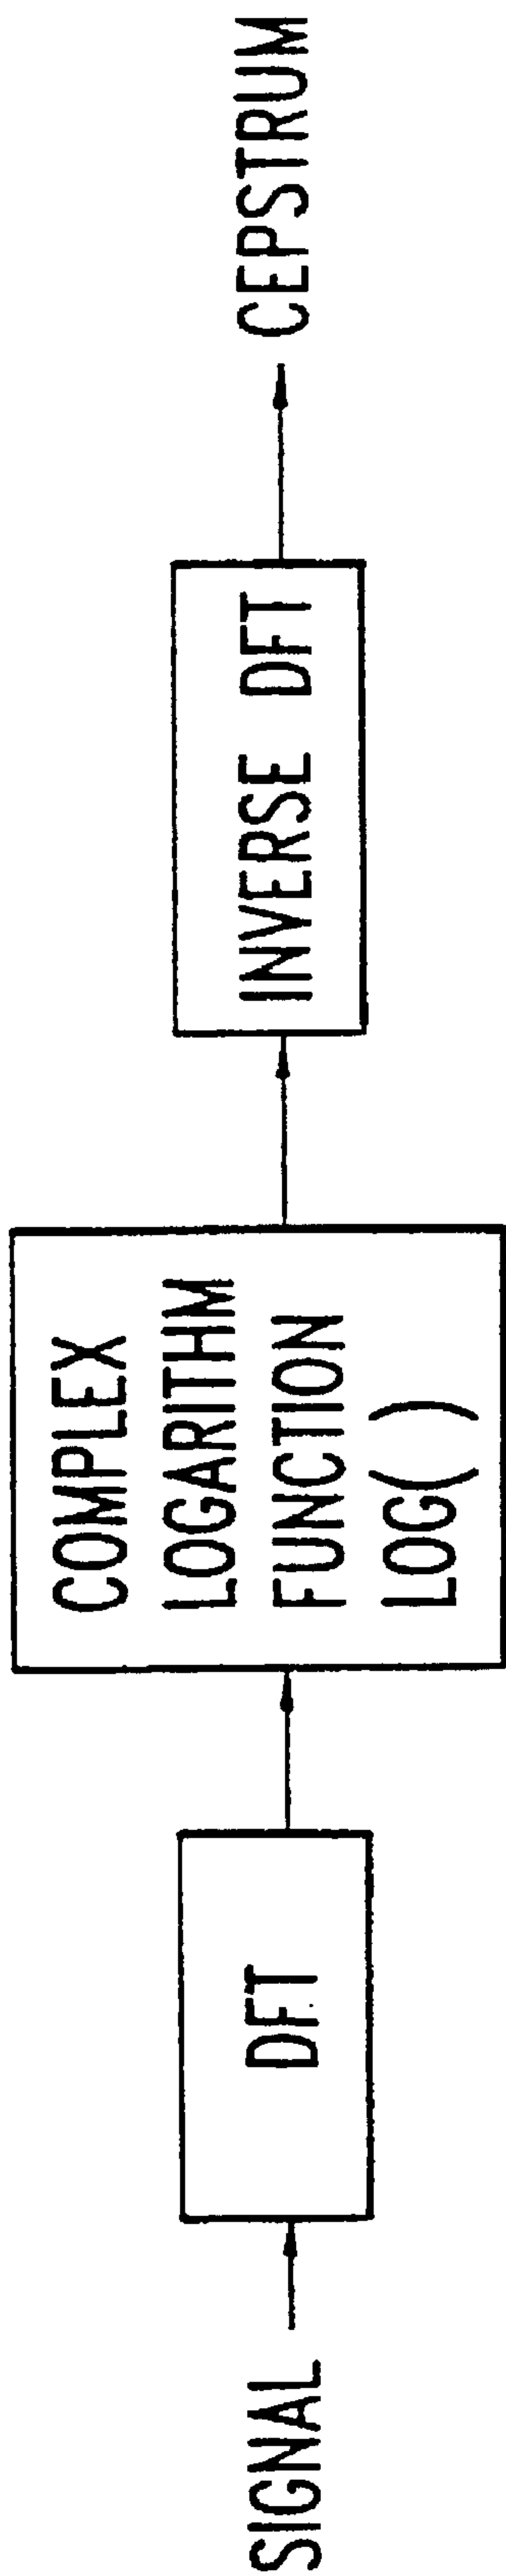 SIGNAL
DFT
COMPLEX
LOGARITHM
FUNCTION
LOG( )
INVERSE DFT
CEPSTRUM